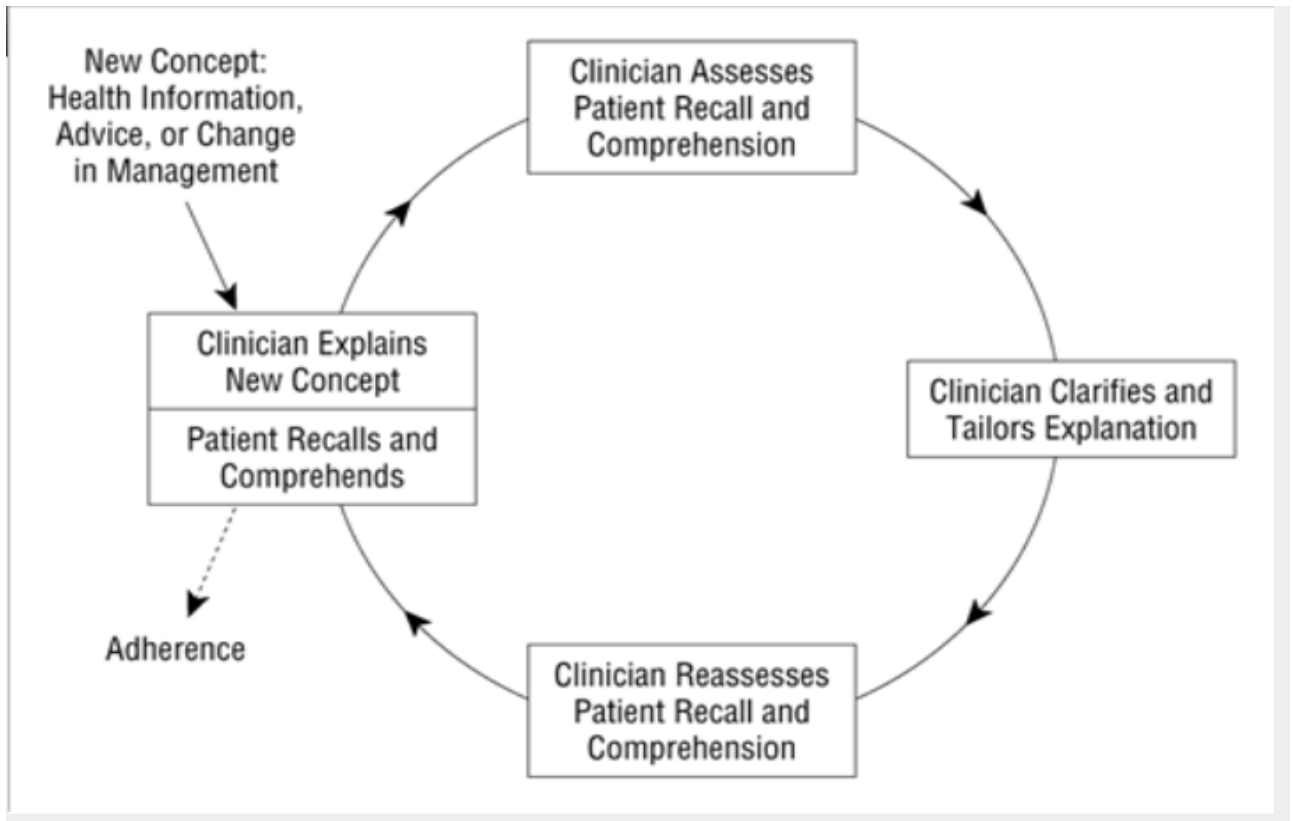 New Concept:
Health Information,
Advice, or Change
in Management
Clinician Explains
New Concept
Patient Recalls and
Comprehends
Adherence
Clinician Assesses
Patient Recall and
Comprehension
Clinician Clarifies and
Tailors Explanation
Clinician Reassesses
Patient Recall and
Comprehension